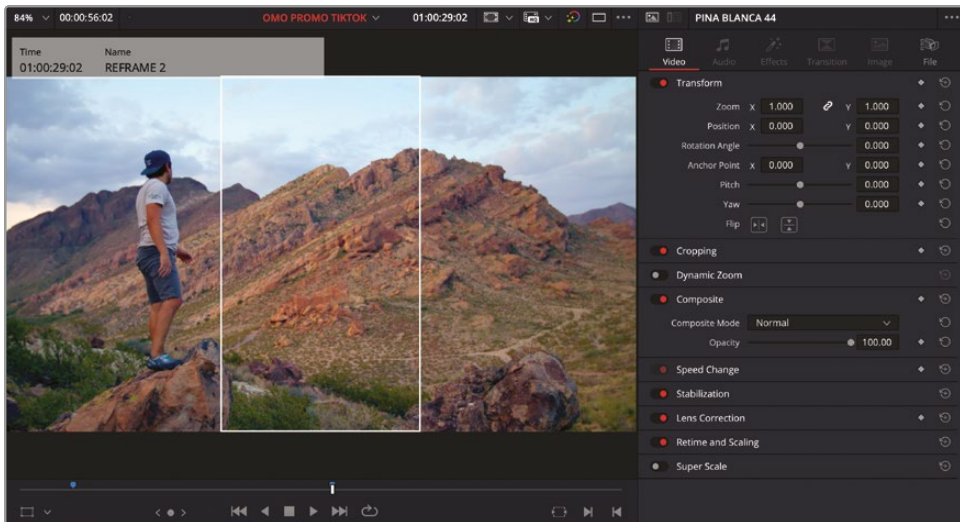 84% 00:00:56:02 OMO PROMO TIKTOK 01:00:29:02 PINA BLANCA 44
Time Name
01:00:29:02 REFRAME 2
Video Audio Effects Transition Image File
Transform
Zoom X 1.000 Y 1.000
Position X 0.000 Y 0.000
Rotation Angle 0.000
Anchor Point X 0.000 Y 0.000
Pitch 0.000
Yaw 0.000
Flip
Cropping
Dynamic Zoom
Composite
Composite Mode Normal
Opacity 100.00
Speed Change
Stabilization
Lens Correction
Retime and Scaling
Super Scale